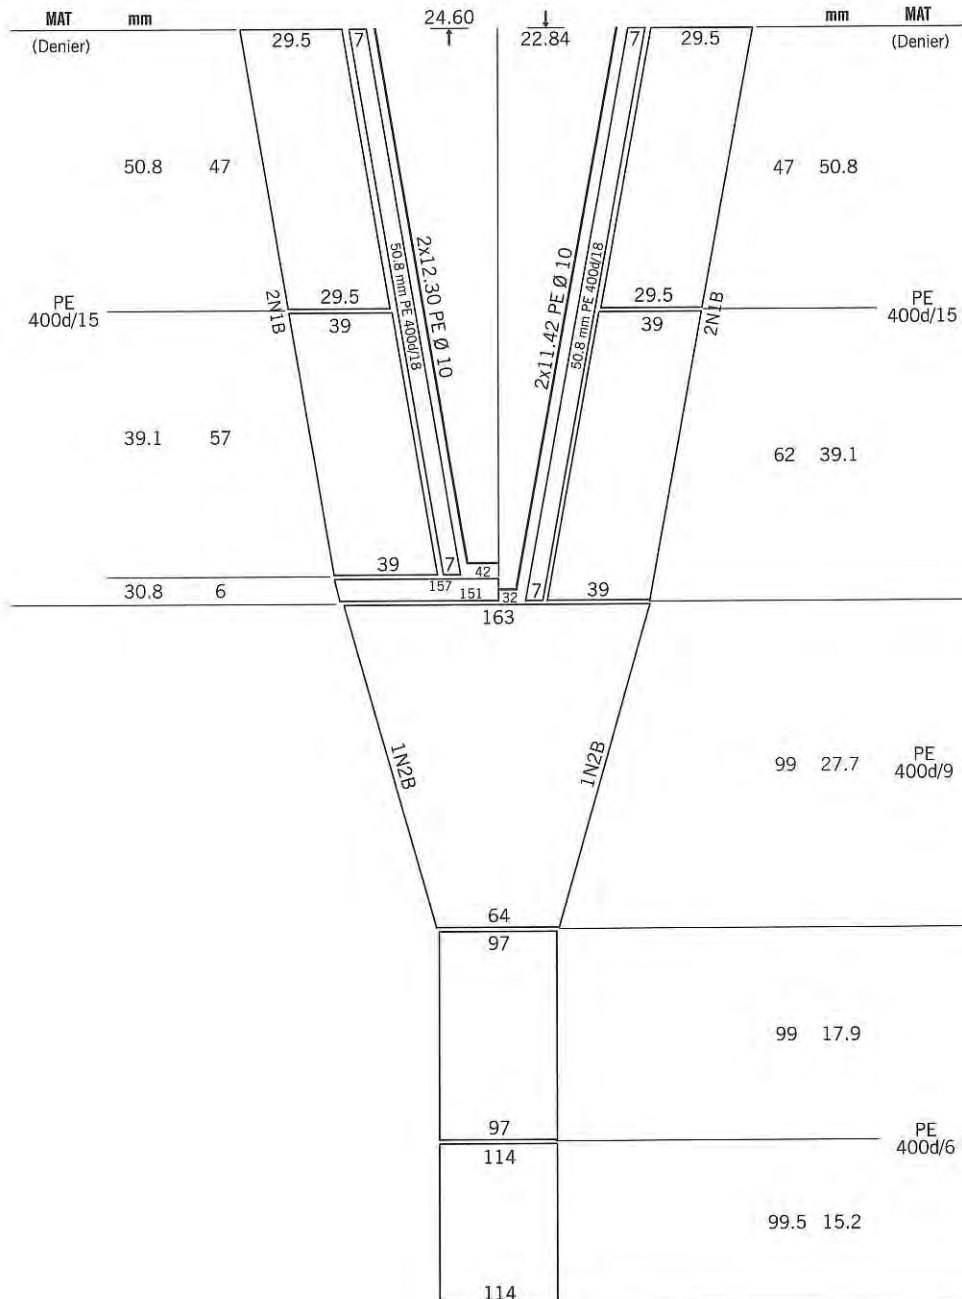 MAT mm 24.60 mm MAT
(Denier) 29.5 7 22.84 7 29.5 (Denier)
50.8 47 47 50.8
2x12.30 PE Ø 10
50.8 mm PE 400d/18
2x11.42 PE Ø 10
50.8 mm PE 400d/18
2N1B 29.5 29.5 2N1B
PE
400d/15
39 39
PE
400d/15
39.1 57 62 39.1
39 7 42
30.8 6 157 151 32 7 39
163
1N2B 1N2B
99 27.7 PE
400d/9
64
97
99 17.9
97
114
PE
400d/6
99.5 15.2
114